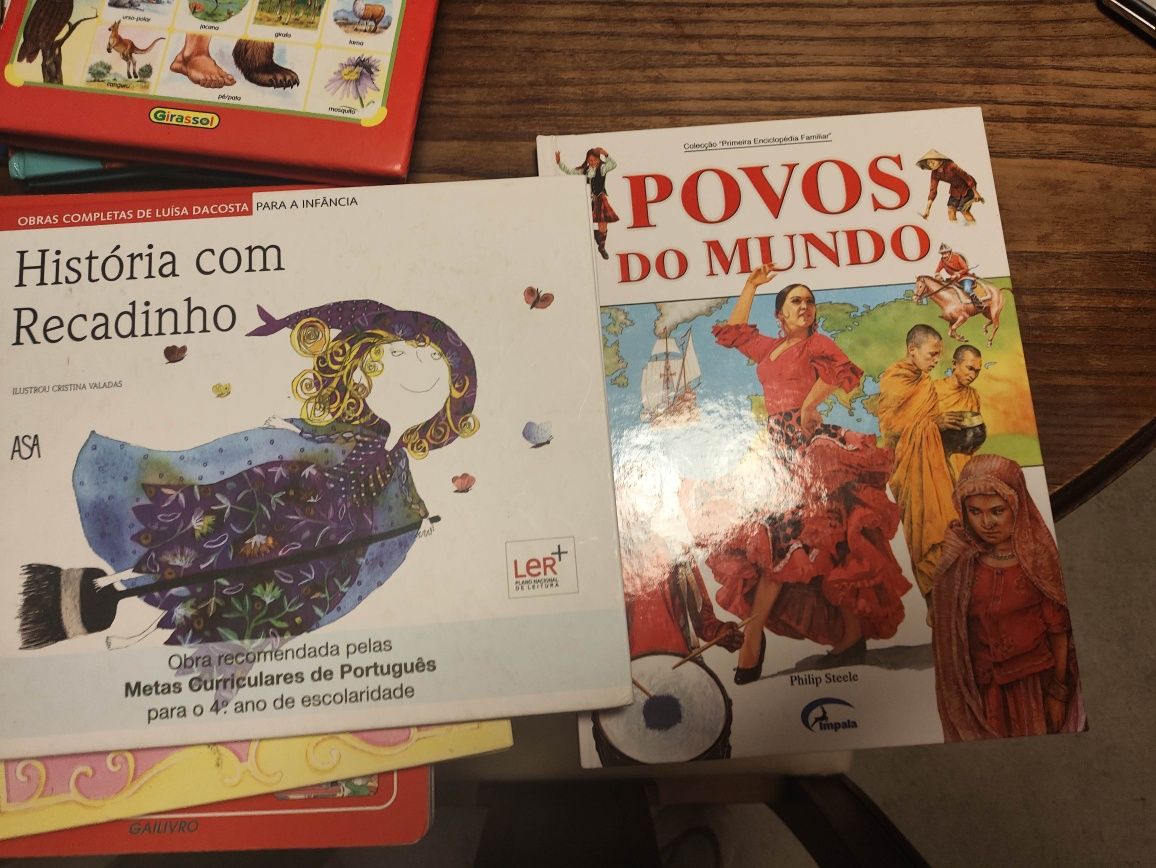 urso-polar
jacana
girafa
lama
canguru
pé/pata
mosquito
Girassol
OBRAS COMPLETAS DE LUÍSA DACOSTA PARA A INFÂNCIA
História com
Recadinho
ILUSTROU CRISTINA VALADAS
ASA
LeR+
PLANO NACIONAL
DE LEITURA
Obra recomendada pelas
Metas Curriculares de Português
para o 4.º ano de escolaridade
GAILIVRO
Colecção "Primeira Enciclopédia Familiar"
POVOS
DO MUNDO
Philip Steele
Impala